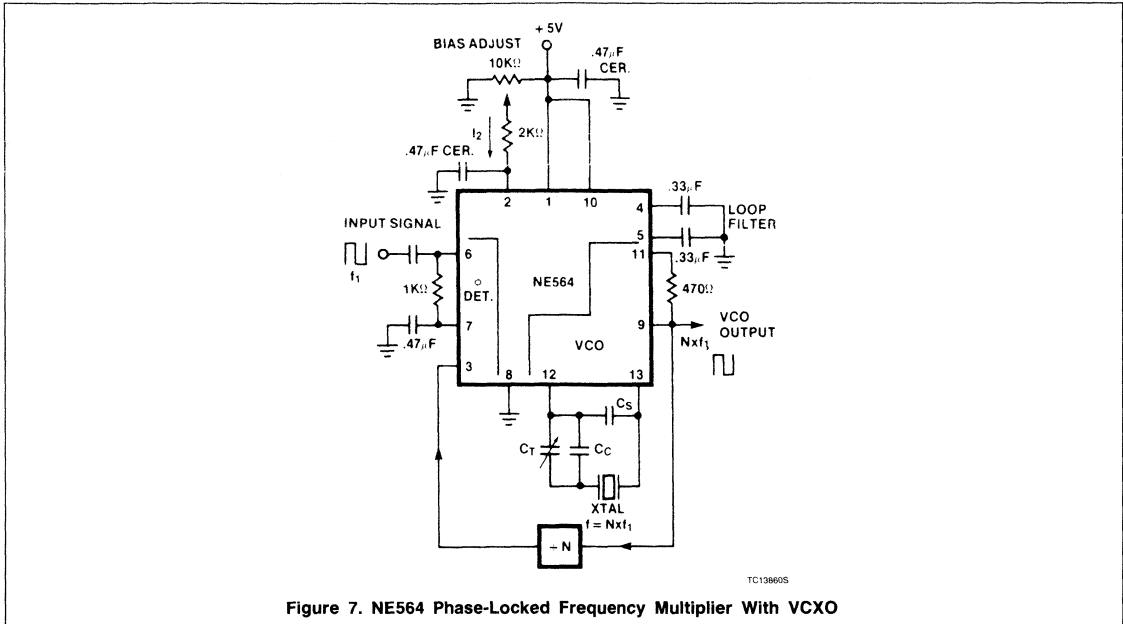 +5V
BIAS ADJUST
10KΩ
.47μF
CER.
I2
2KΩ
.47μF CER.
2
1
10
4
.33μF
LOOP
FILTER
5
INPUT SIGNAL
6
11
.33μF
f1
1KΩ
DET.
NE564
470Ω
7
9
VCO
OUTPUT
Nxf1
.47μF
VCO
3
8
12
13
CS
CT
CC
XTAL
f = Nxf1
÷N
TC13860S
Figure 7. NE564 Phase-Locked Frequency Multiplier With VCXO